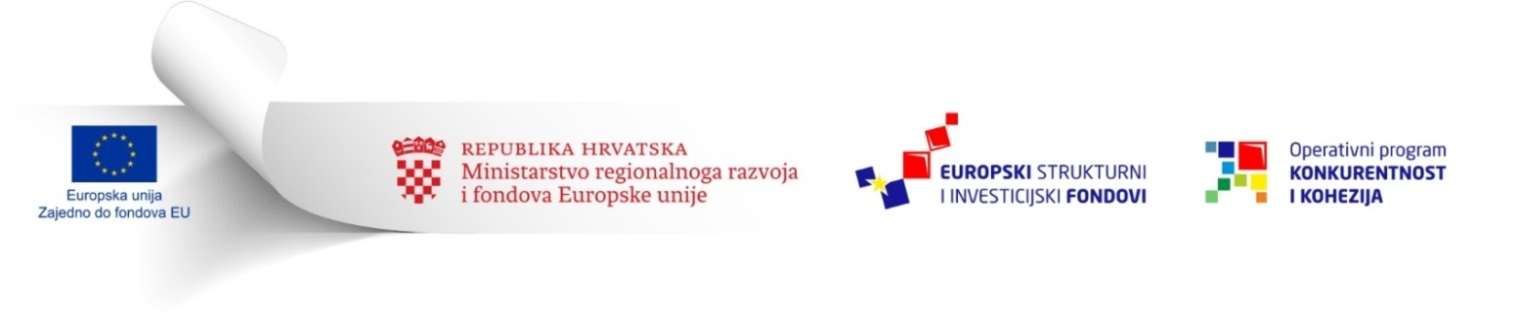 Europska unija
Zajedno do fondova EU
REPUBLIKA HRVATSKA
Ministarstvo regionalnoga razvoja
i fondova Europske unije
EUROPSKI STRUKTURNI
I INVESTICIJSKI FONDOVI
Operativni program
KONKURENTNOST
I KOHEZIJA